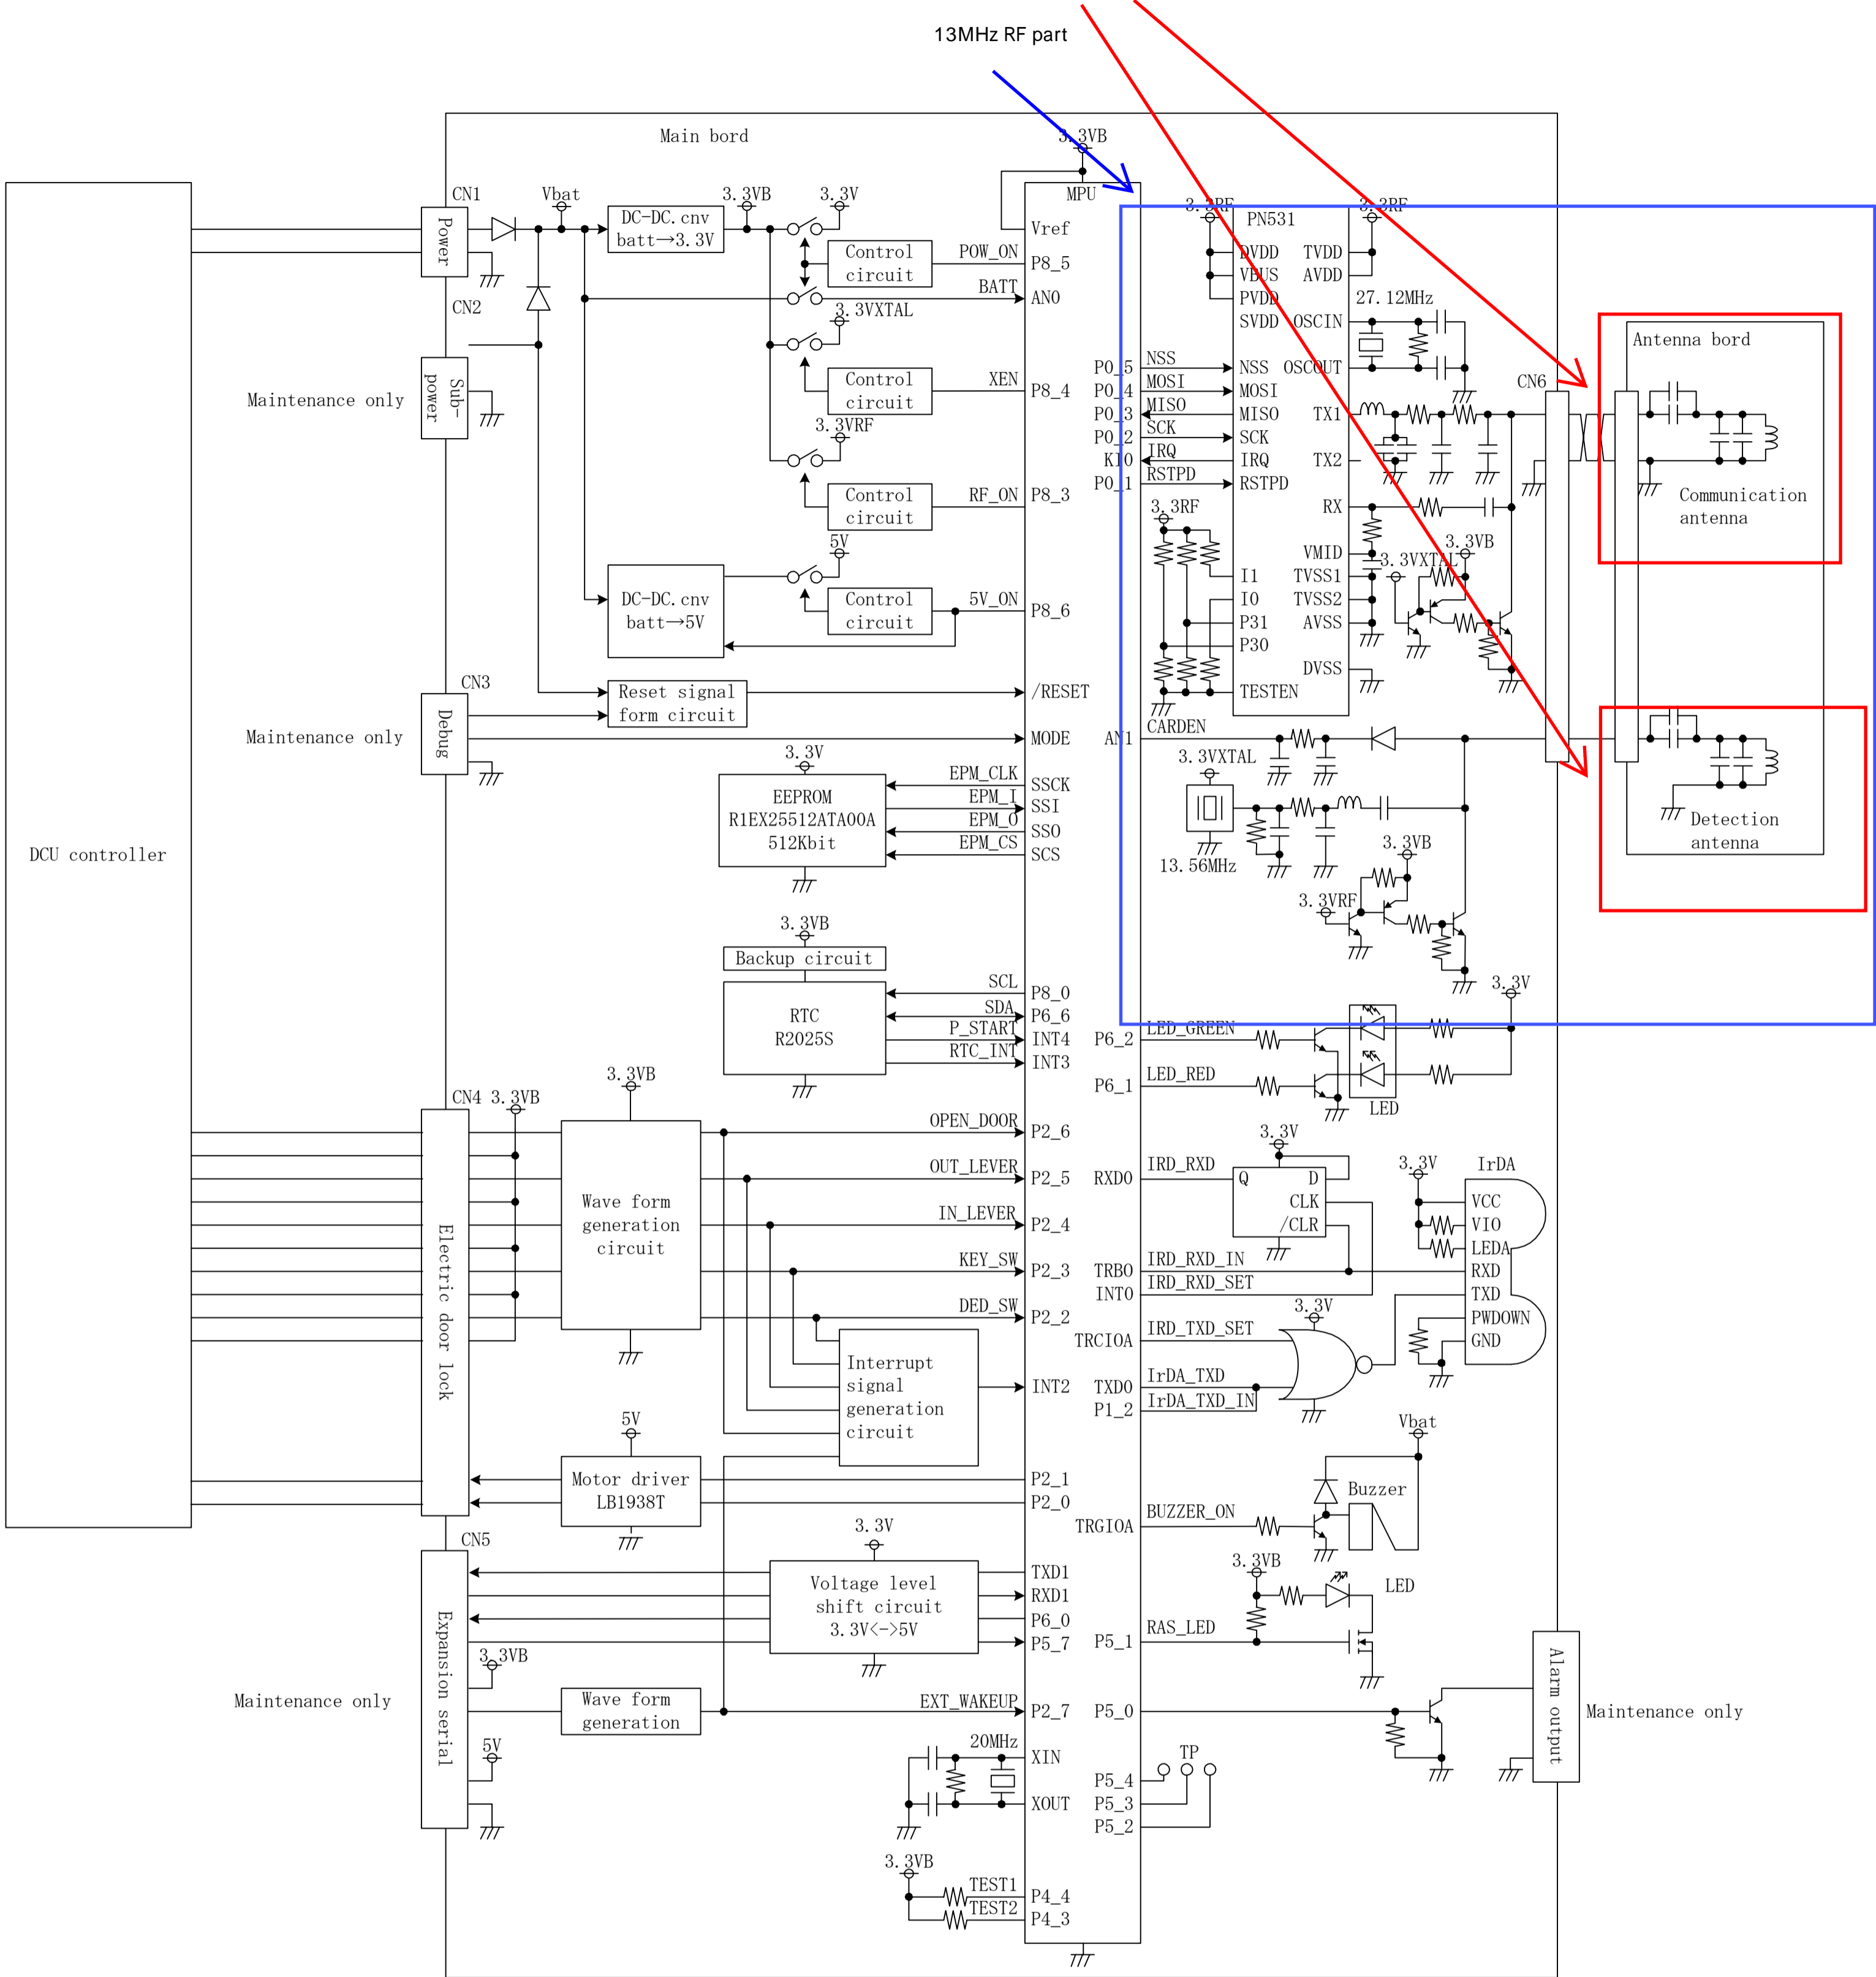 13MHz RF part
Main bord
3.3VB
MPU
DCU controller
CN1
Power
Vbat
DC-DC.cnv
batt→3.3V
3.3VB
3.3V
Control
circuit
POW_ON
BATT
CN2
Sub-
power
Maintenance only
3.3VXTAL
Control
circuit
XEN
3.3VRF
Control
circuit
RF_ON
5V
DC-DC.cnv
batt→5V
Control
circuit
5V_ON
CN3
Debug
Maintenance only
Reset signal
form circuit
3.3V
EEPROM
R1EX25512ATA00A
512Kbit
EPM_CLK
EPM_I
EPM_O
EPM_CS
3.3VB
Backup circuit
RTC
R2025S
SCL
SDA
P_START
RTC_INT
CN4
3.3VB
Electric door lock
3.3VB
Wave form
generation
circuit
OPEN_DOOR
OUT_LEVER
IN_LEVER
KEY_SW
DED_SW
Interrupt
signal
generation
circuit
5V
Motor driver
LB1938T
CN5
Expansion serial
3.3V
Voltage level
shift circuit
3.3V<->5V
3.3VB
Maintenance only
Wave form
generation
EXT_WAKEUP
5V
20MHz
3.3VB
TEST1
TEST2
Vref
P8_5
AN0
P8_4
P8_3
P8_6
/RESET
MODE
SSCK
SSI
SSO
SCS
P8_0
P6_6
INT4
INT3
P2_6
P2_5
P2_4
P2_3
P2_2
INT2
P2_1
P2_0
TXD1
RXD1
P6_0
P5_7
P2_7
XIN
XOUT
P4_4
P4_3
P0_5
P0_4
P0_3
P0_2
KI0
P0_1
AN1
P6_2
P6_1
RXD0
TRBO
INT0
TRCIOA
TXD0
P1_2
TRGIOA
P5_1
P5_0
P5_4
P5_3
P5_2
NSS
MOSI
MISO
SCK
IRQ
RSTPD
3.3RF
PN531
3.3RF
DVDD
VBUS
PVDD
SVDD
NSS
MOSI
MISO
SCK
IRQ
RSTPD
I1
I0
P31
P30
TESTEN
TVDD
AVDD
OSCIN
OSCOUT
TX1
TX2
RX
VMID
TVSS1
TVSS2
AVSS
DVSS
27.12MHz
3.3RF
3.3VB
3.3VXTAL
CN6
Antenna bord
Communication
antenna
CARDEN
3.3VXTAL
13.56MHz
3.3VB
3.3VRF
Detection
antenna
3.3V
LED_GREEN
LED_RED
LED
3.3V
IRD_RXD
Q
D
CLK
/CLR
IRD_RXD_IN
IRD_RXD_SET
3.3V
IrDA
VCC
VIO
LEDA
RXD
TXD
PWDOWN
GND
3.3V
IRD_TXD_SET
IrDA_TXD
IrDA_TXD_IN
Vbat
Buzzer
BUZZER_ON
3.3VB
LED
RAS_LED
Alarm output
Maintenance only
TP